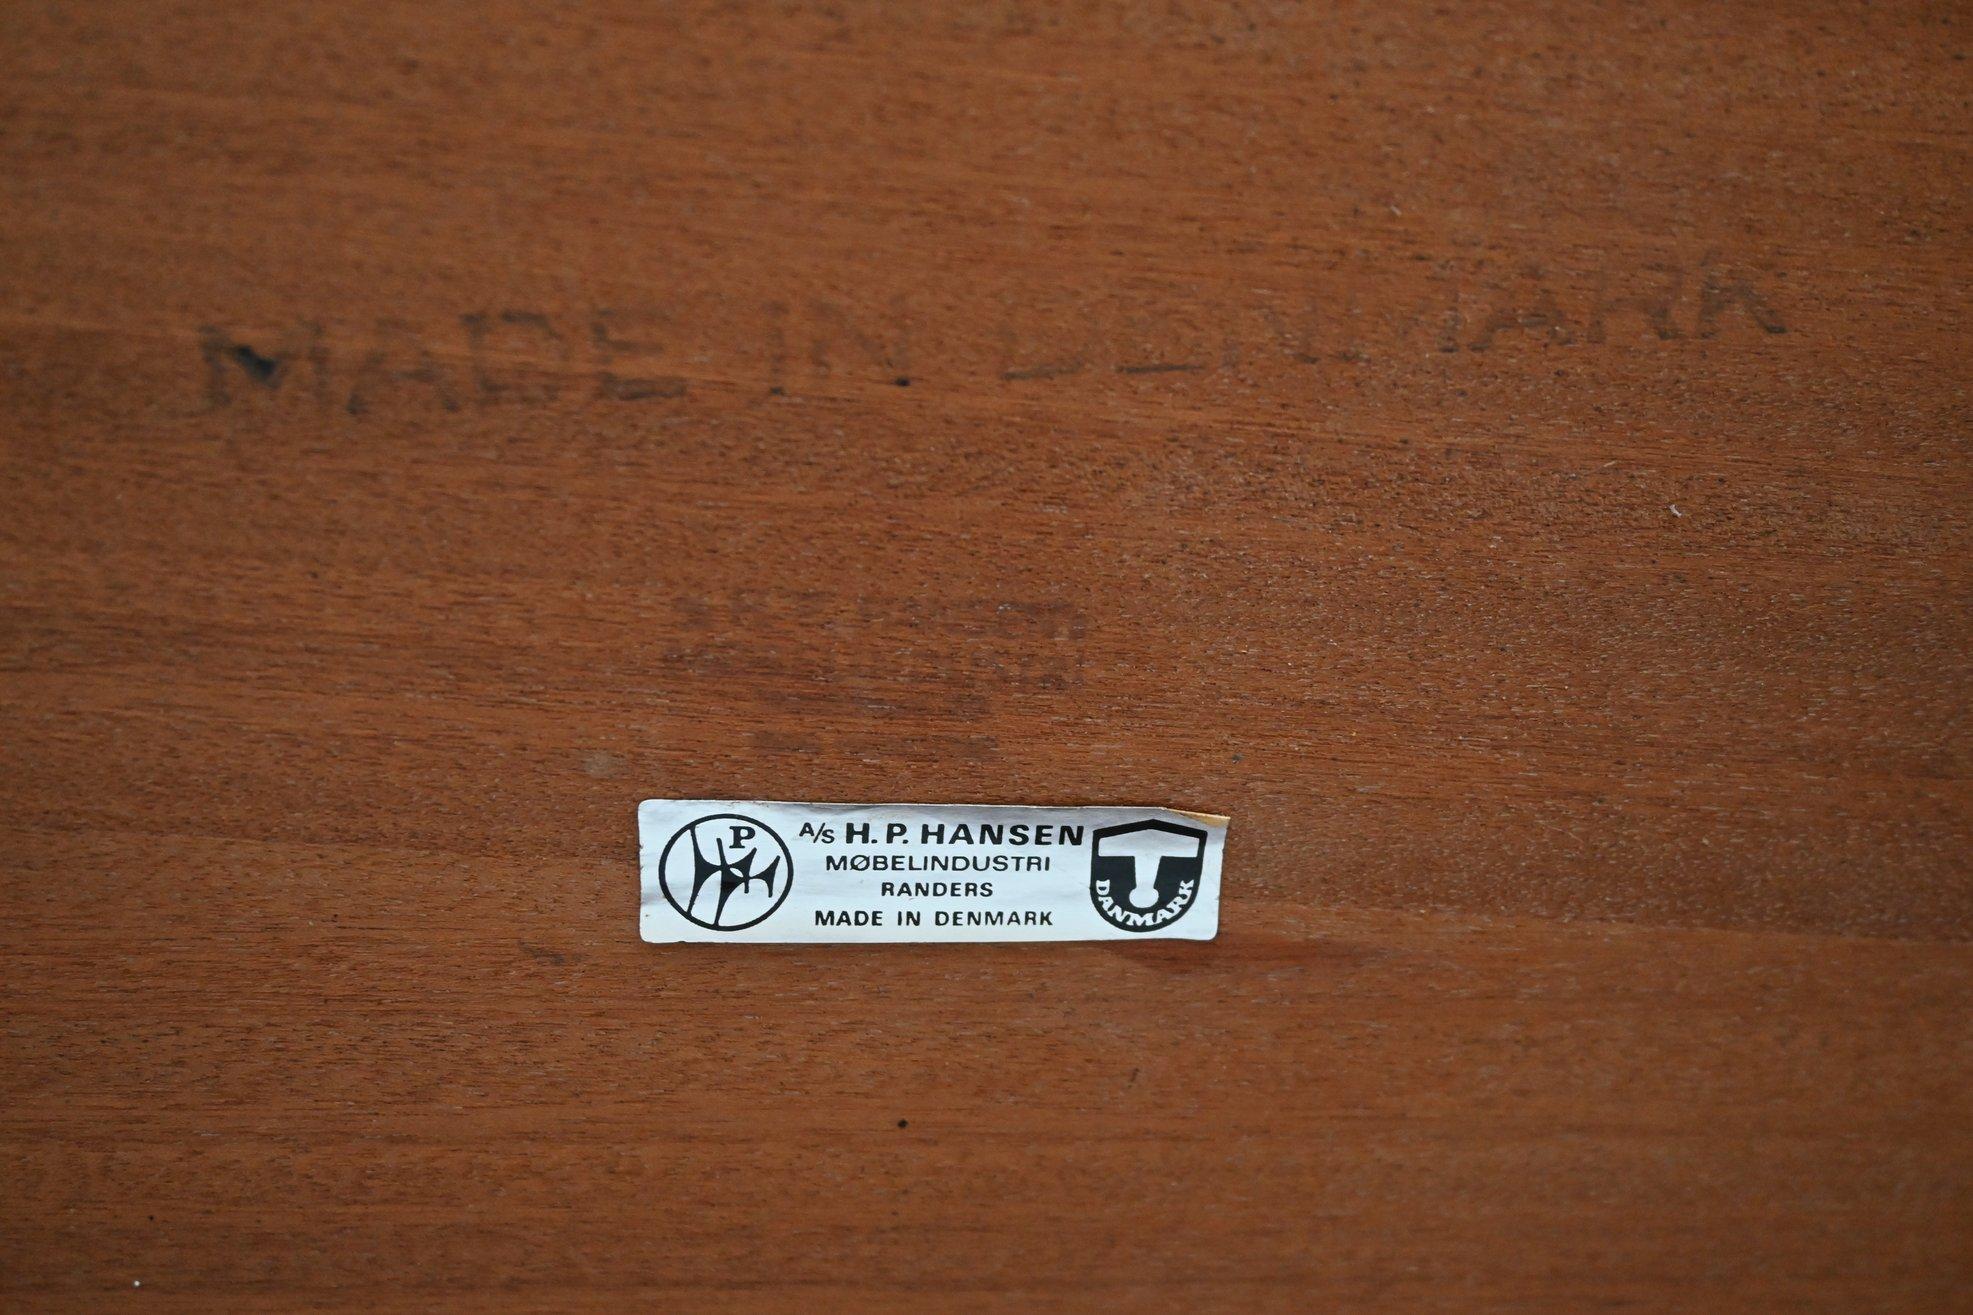 MADE IN DENMARK
P
A/S H. P. HANSEN
MØBELINDUSTRI
RANDERS
MADE IN DENMARK
DANMARK